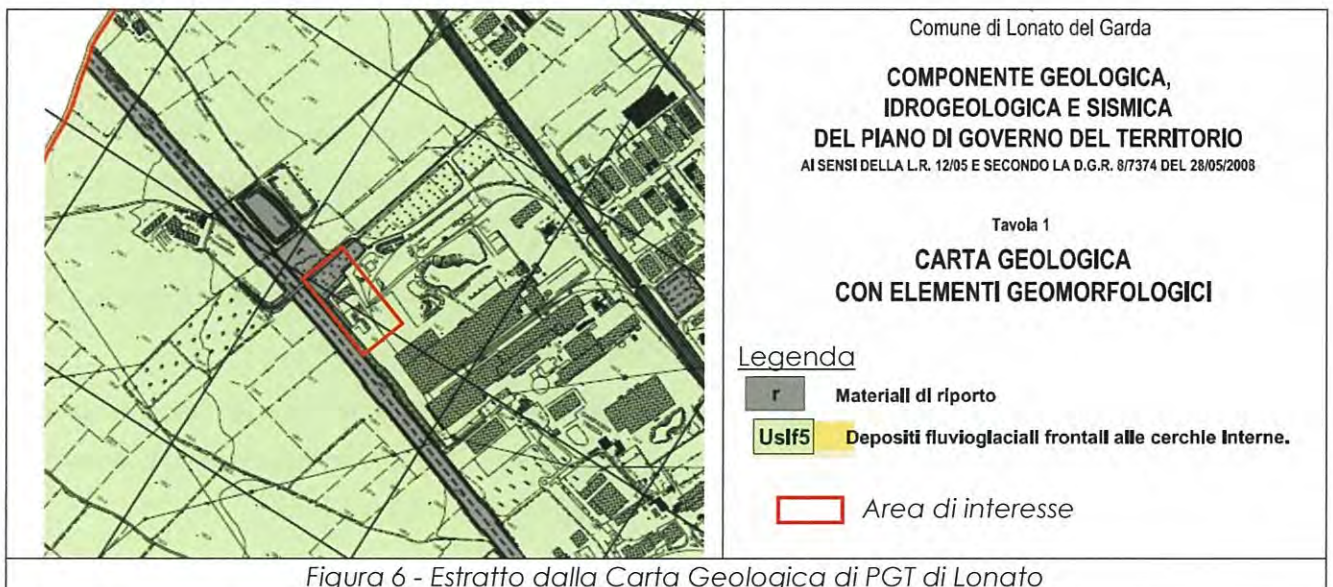 Comune di Lonato del Garda
COMPONENTE GEOLOGICA,
IDROGEOLOGICA E SISMICA
DEL PIANO DI GOVERNO DEL TERRITORIO
AI SENSI DELLA L.R. 12/05 E SECONDO LA D.G.R. 8/7374 DEL 28/05/2008
Tavola 1
CARTA GEOLOGICA
CON ELEMENTI GEOMORFOLOGICI
Legenda
r Materiali di riporto
Uslf5 Depositi fluvioglaciali frontali alle cerchie Interne.
Area di interesse
Figura 6 - Estratto dalla Carta Geologica di PGT di Lonato